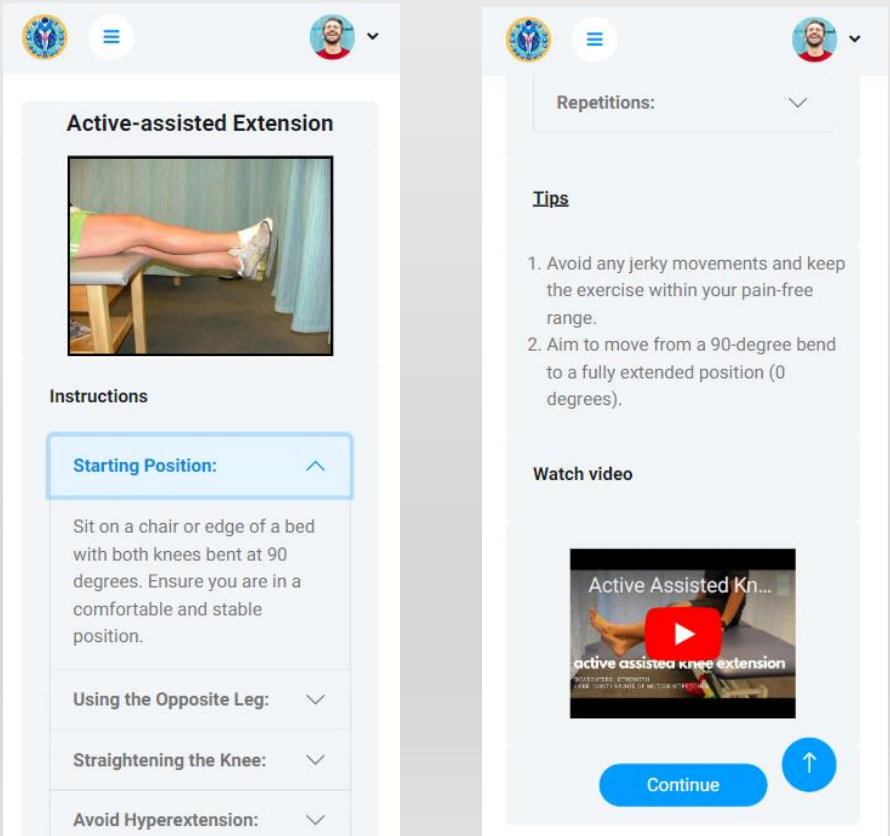 Active-assisted Extension
Instructions
Starting Position:
Sit on a chair or edge of a bed
with both knees bent at 90
degrees. Ensure you are in a
comfortable and stable
position.
Using the Opposite Leg:
Straightening the Knee:
Avoid Hyperextension:
Repetitions:
Tips
1. Avoid any jerky movements and keep
the exercise within your pain-free
range.
2. Aim to move from a 90-degree bend
to a fully extended position (0
degrees).
Watch video
Active Assisted Kn...
active assisted knee extension
Continue